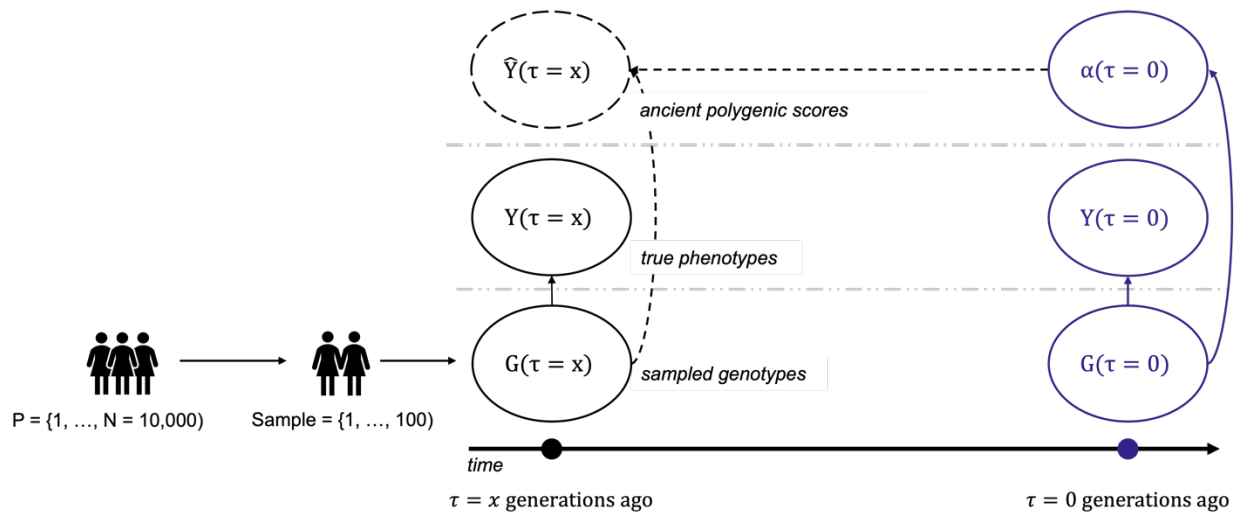 Ŷ(τ = x)
α(τ = 0)
ancient polygenic scores
Y(τ = x)
Y(τ = 0)
true phenotypes
G(τ = x)
G(τ = 0)
sampled genotypes
P = {1, …, N = 10,000)
Sample = {1, …, 100)
time
τ = x generations ago
τ = 0 generations ago